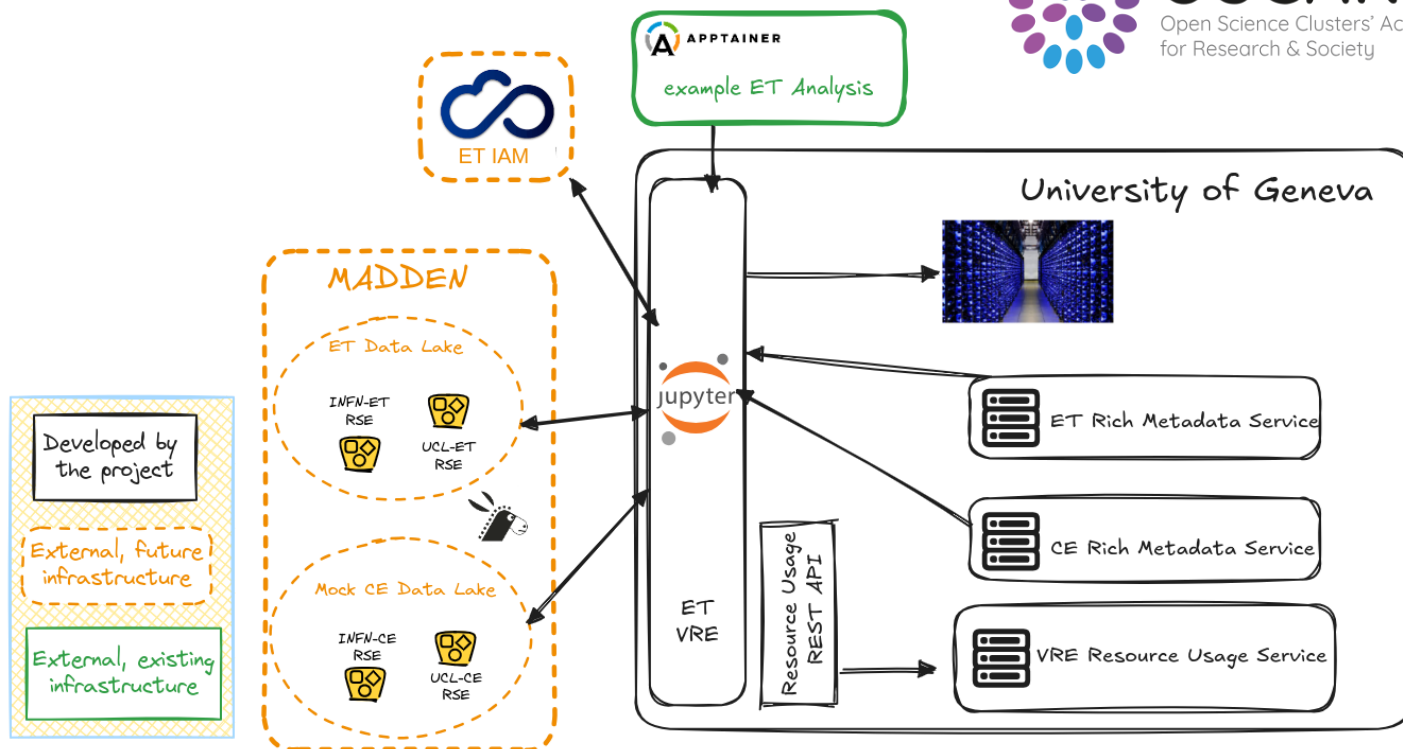 Open Science Clusters' Ac
for Research & Society
APPTAINER
example ET Analysis
ET IAM
University of Geneva
MADDEN
ET Data Lake
INFN-ET
RSE
UCL-ET
RSE
jupyter
Developed by
the project
External, future
infrastructure
External, existing
infrastructure
Mock CE Data Lake
INFN-CE
RSE
UCL-CE
RSE
ET
VRE
Resource Usage
REST API
ET Rich Metadata Service
CE Rich Metadata Service
VRE Resource Usage Service